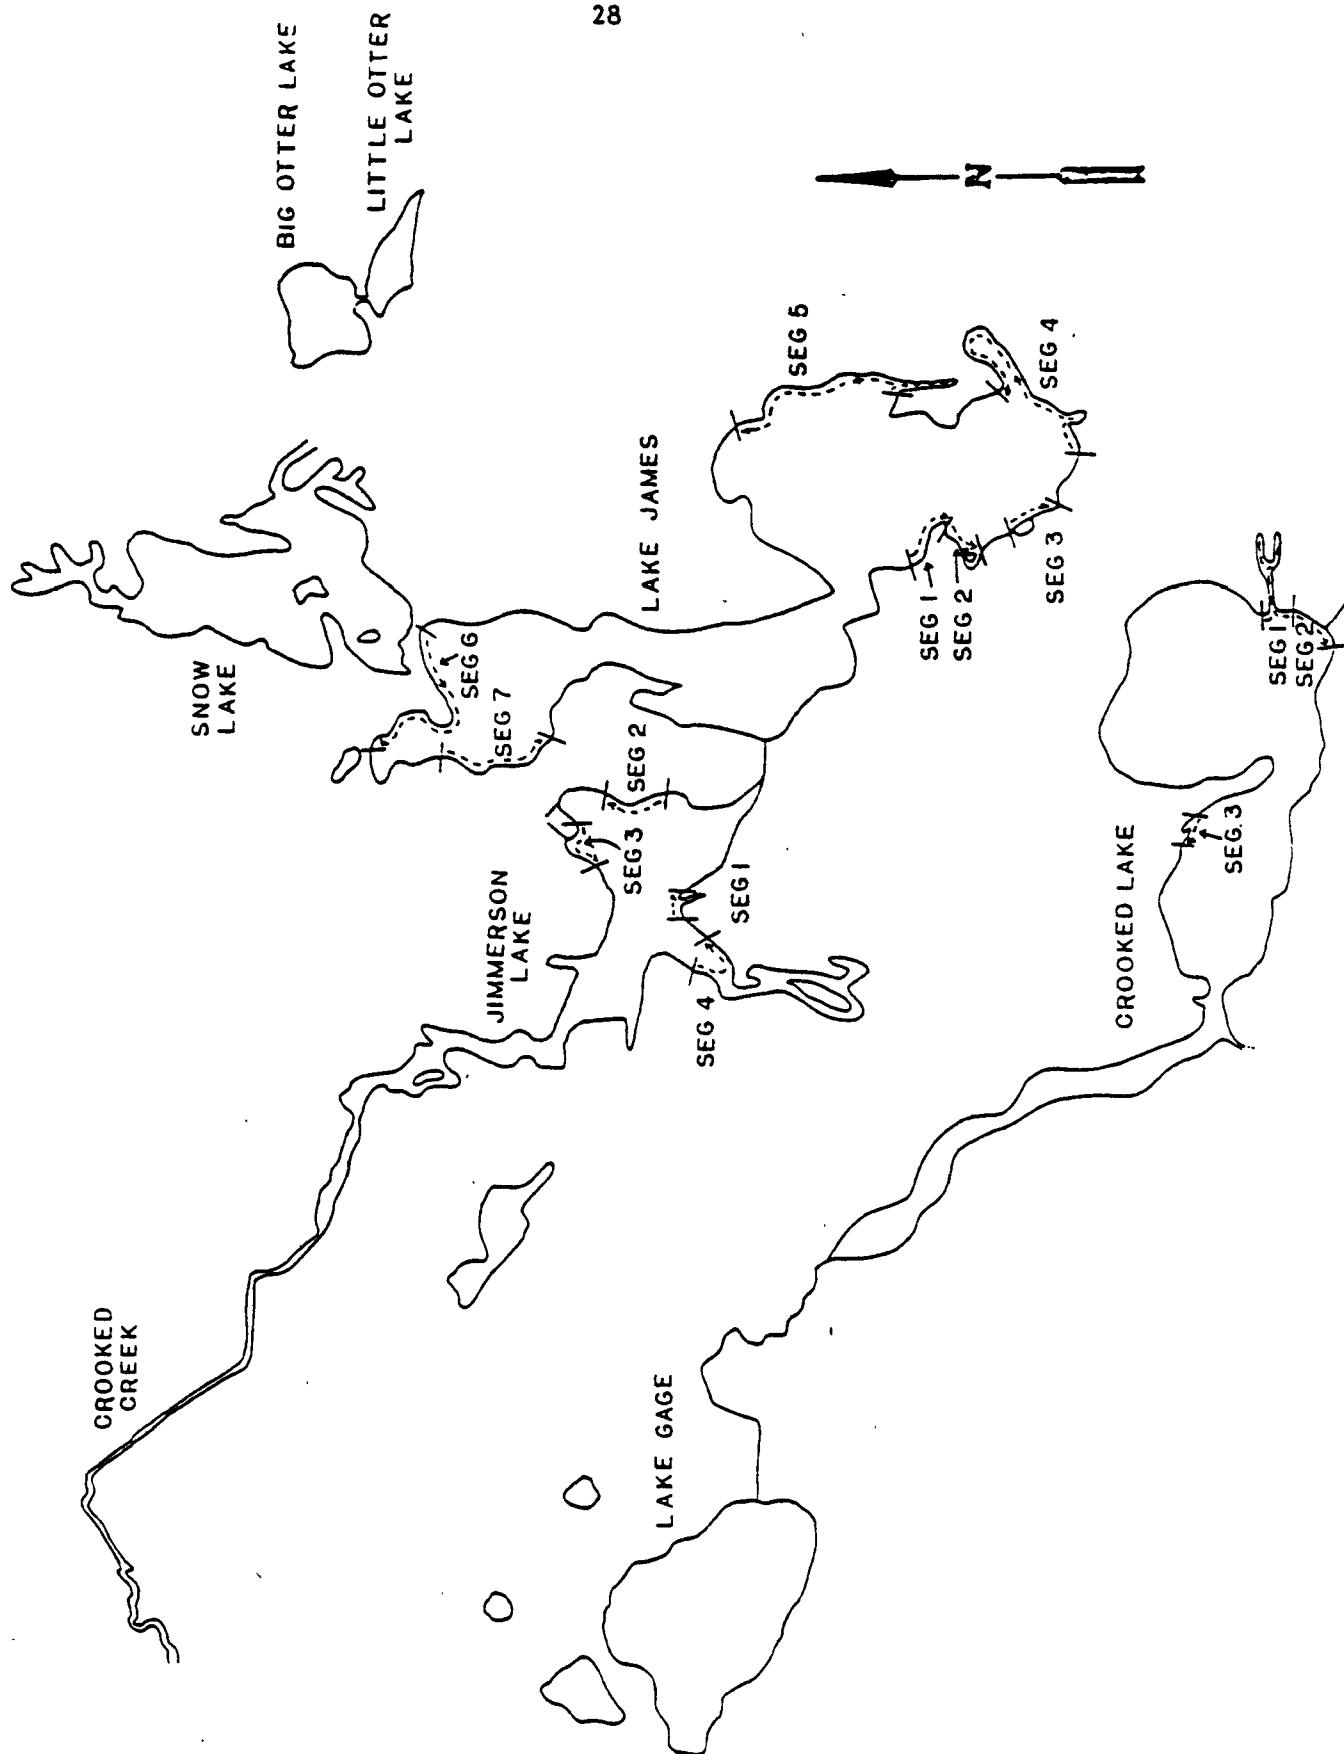 28
BIG OTTER LAKE
LITTLE OTTER
LAKE
N
SNOW
LAKE
LAKE JAMES
SEG 5
SEG 4
SEG 6
SEG 7
SEG 1
SEG 2
SEG 3
JIMMERSON
LAKE
SEG 2
SEG 3
SEG 1
SEG 4
CROOKED LAKE
SEG 1
SEG 2
SEG. 3
CROOKED
CREEK
LAKE GAGE